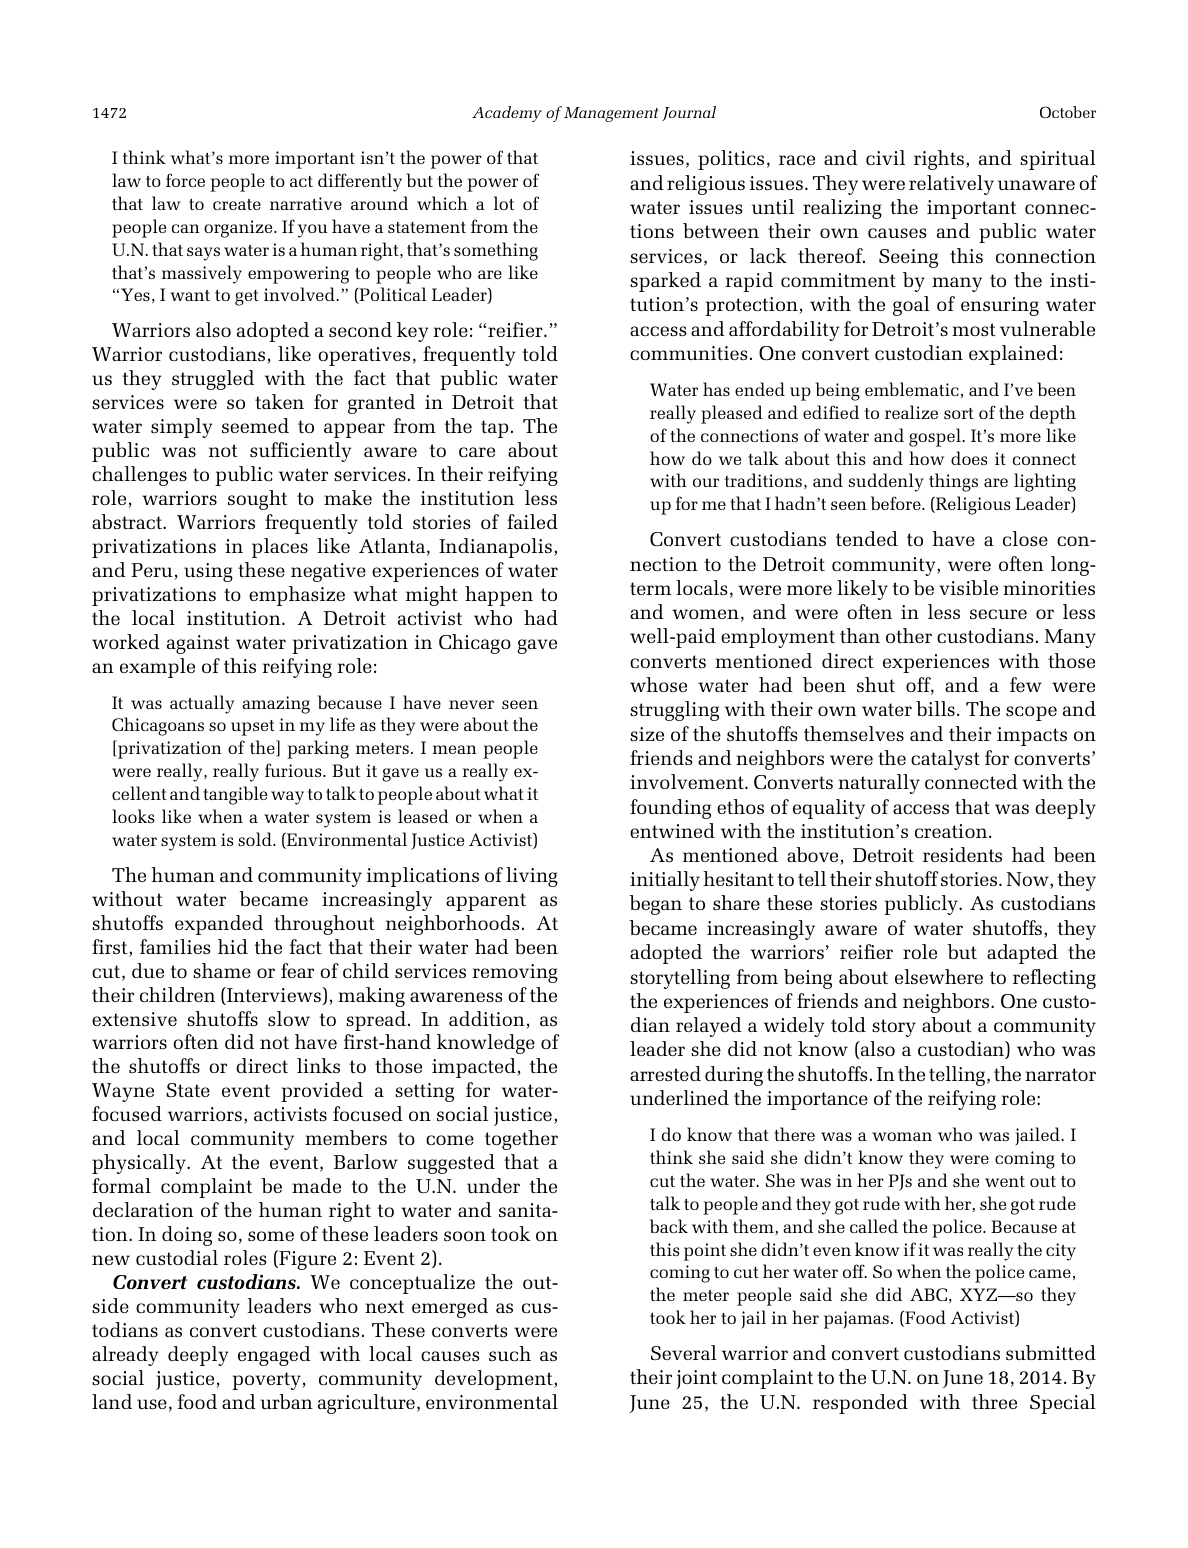 1472
Academy of Management Journal
October
I think what's more important isn't the power of that
law to force people to act differently but the power of
that law to create narrative around which a lot of
people can organize. If you have a statement from the
U.N. that says water is a human right, that's something
that's massively empowering to people who are like
“Yes, I want to get involved.” (Political Leader)
Warriors also adopted a second key role: “reifier.”
Warrior custodians, like operatives, frequently told
us they struggled with the fact that public water
services were so taken for granted in Detroit that
water simply seemed to appear from the tap. The
public was not sufficiently aware to care about
challenges to public water services. In their reifying
role, warriors sought to make the institution less
abstract. Warriors frequently told stories of failed
privatizations in places like Atlanta, Indianapolis,
and Peru, using these negative experiences of water
privatizations to emphasize what might happen to
the local institution. A Detroit activist who had
worked against water privatization in Chicago gave
an example of this reifying role:
It was actually amazing because I have never seen
Chicagoans so upset in my life as they were about the
[privatization of the] parking meters. I mean people
were really, really furious. But it gave us a really ex-
cellent and tangible way to talk to people about what it
looks like when a water system is leased or when a
water system is sold. (Environmental Justice Activist)
The human and community implications of living
without water became increasingly apparent as
shutoffs expanded throughout neighborhoods. At
first, families hid the fact that their water had been
cut, due to shame or fear of child services removing
their children (Interviews), making awareness of the
extensive shutoffs slow to spread. In addition, as
warriors often did not have first-hand knowledge of
the shutoffs or direct links to those impacted, the
Wayne State event provided a setting for water-
focused warriors, activists focused on social justice,
and local community members to come together
physically. At the event, Barlow suggested that a
formal complaint be made to the U.N. under the
declaration of the human right to water and sanita-
tion. In doing so, some of these leaders soon took on
new custodial roles (Figure 2: Event 2).
Convert custodians. We conceptualize the out-
side community leaders who next emerged as cus-
todians as convert custodians. These converts were
already deeply engaged with local causes such as
social justice, poverty, community development,
land use, food and urban agriculture, environmental
issues, politics, race and civil rights, and spiritual
and religious issues. They were relatively unaware of
water issues until realizing the important connec-
tions between their own causes and public water
services, or lack thereof. Seeing this connection
sparked a rapid commitment by many to the insti-
tution's protection, with the goal of ensuring water
access and affordability for Detroit's most vulnerable
communities. One convert custodian explained:
Water has ended up being emblematic, and I've been
really pleased and edified to realize sort of the depth
of the connections of water and gospel. It's more like
how do we talk about this and how does it connect
with our traditions, and suddenly things are lighting
up for me that I hadn't seen before. (Religious Leader)
Convert custodians tended to have a close con-
nection to the Detroit community, were often long-
term locals, were more likely to be visible minorities
and women, and were often in less secure or less
well-paid employment than other custodians. Many
converts mentioned direct experiences with those
whose water had been shut off, and a few were
struggling with their own water bills. The scope and
size of the shutoffs themselves and their impacts on
friends and neighbors were the catalyst for converts'
involvement. Converts naturally connected with the
founding ethos of equality of access that was deeply
entwined with the institution's creation.
As mentioned above, Detroit residents had been
initially hesitant to tell their shutoff stories. Now, they
began to share these stories publicly. As custodians
became increasingly aware of water shutoffs, they
adopted the warriors' reifier role but adapted the
storytelling from being about elsewhere to reflecting
the experiences of friends and neighbors. One custo-
dian relayed a widely told story about a community
leader she did not know (also a custodian) who was
arrested during the shutoffs. In the telling, the narrator
underlined the importance of the reifying role:
I do know that there was a woman who was jailed. I
think she said she didn't know they were coming to
cut the water. She was in her PJs and she went out to
talk to people and they got rude with her, she got rude
back with them, and she called the police. Because at
this point she didn't even know if it was really the city
coming to cut her water off. So when the police came,
the meter people said she did ABC, XYZ—so they
took her to jail in her pajamas. (Food Activist)
Several warrior and convert custodians submitted
their joint complaint to the U.N. on June 18, 2014. By
June 25, the U.N. responded with three Special